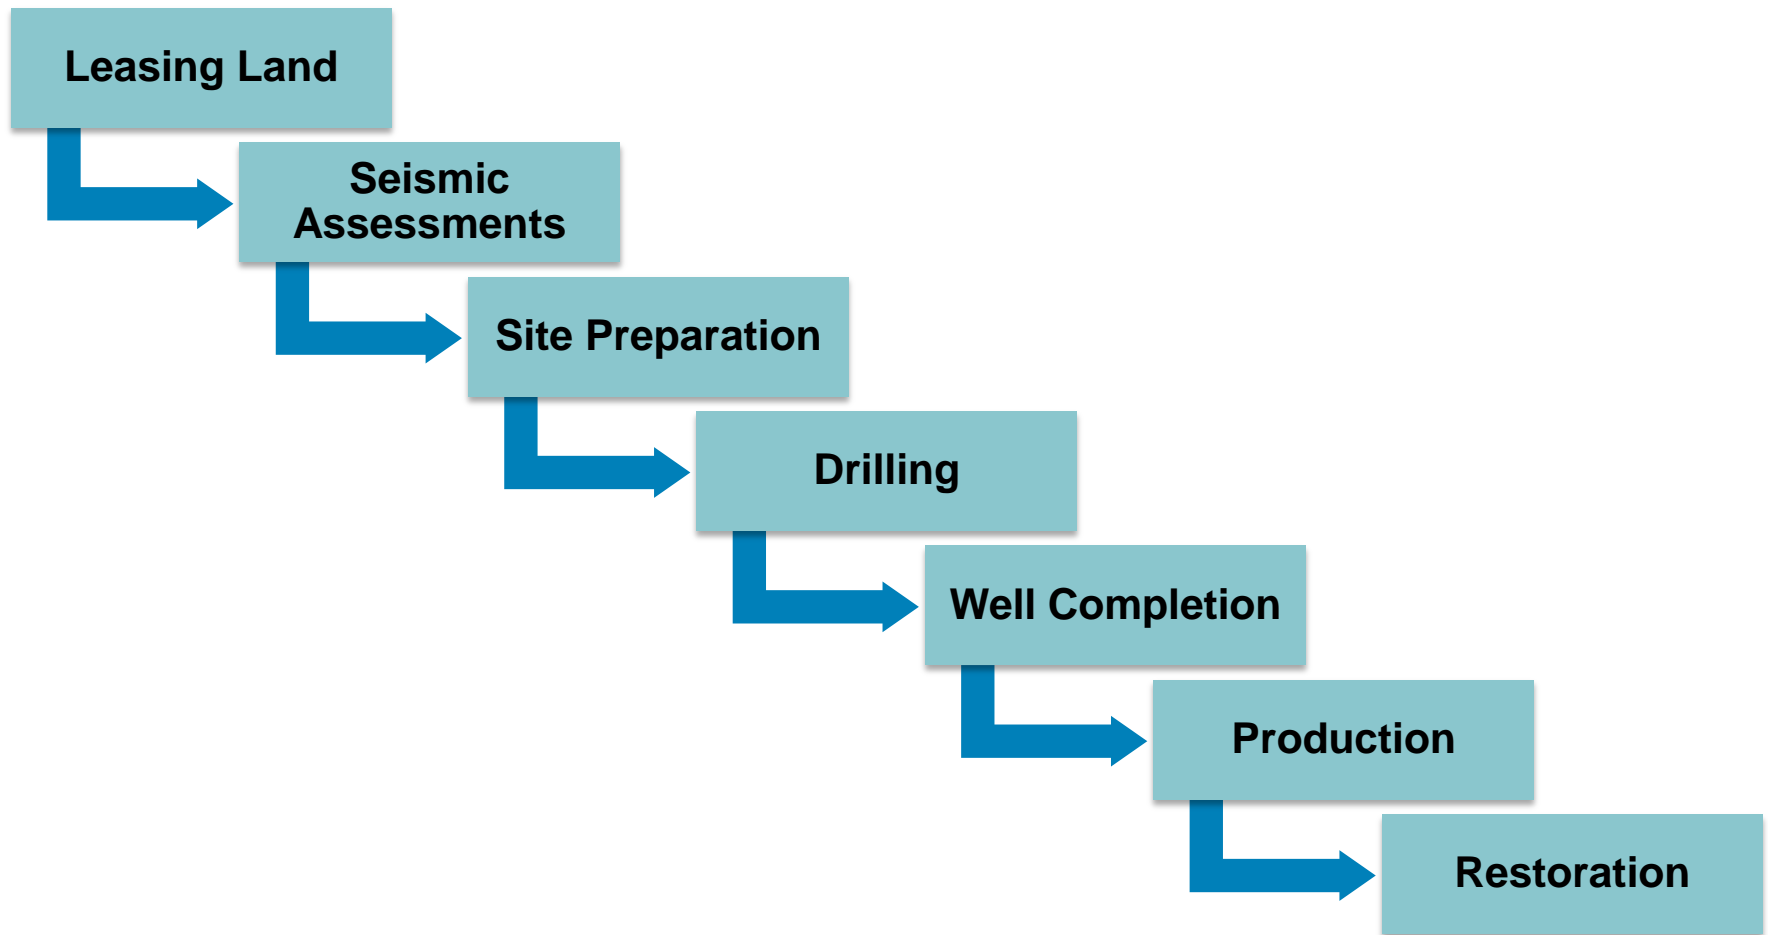 Leasing Land
Seismic
Assessments
Site Preparation
Drilling
Well Completion
Production
Restoration